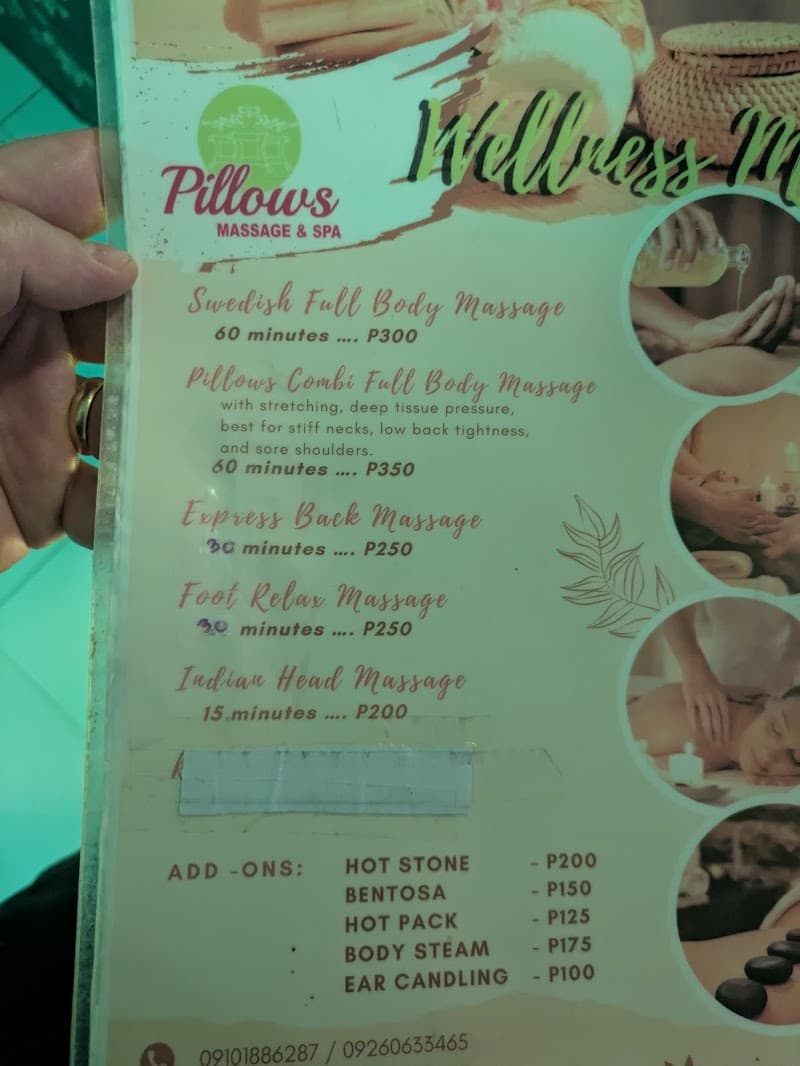 Pillows
MASSAGE & SPA
Wellness M
Swedish Full Body Massage
60 minutes .... P300
Pillows Combi Full Body Massage
with stretching, deep tissue pressure,
best for stiff necks, low back tightness,
and sore shoulders.
60 minutes .... P350
Express Back Massage
30 minutes .... P250
Foot Relax Massage
30 minutes .... P250
Indian Head Massage
15 minutes .... P200
ADD -ONS: HOT STONE - P200
BENTOSA - P150
HOT PACK - P125
BODY STEAM - P175
EAR CANDLING - P100
09101886287 / 09260633465